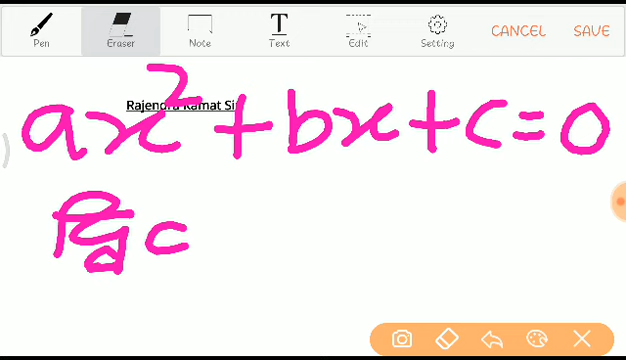 Pen Eraser Note Text Edit Setting CANCEL SAVE
Rajendra Kamat Si
ax²+bx+c=0
द्वि c